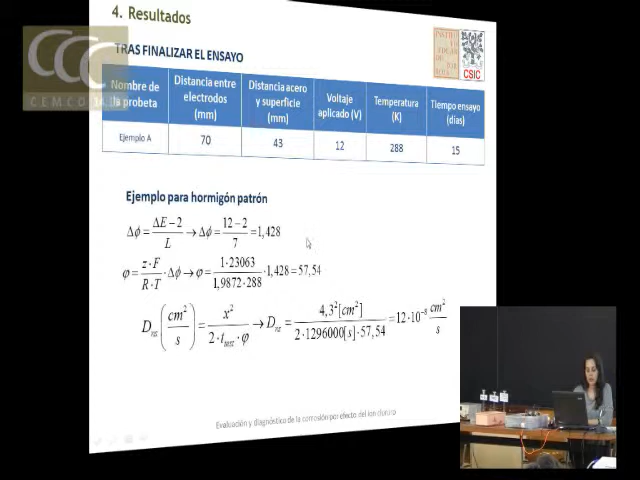 4. Resultados
CCC
CEMCO
TRAS FINALIZAR EL ENSAYO
CSIC
Nombre de la probeta
Distancia entre electrodos (mm)
Distancia acero y superficie (mm)
Voltaje aplicado (V)
Temperatura (K)
Tiempo ensayo (días)
Ejemplo A 70 43 12 288 15
Ejemplo para hormigón patrón
Δϕ = (ΔE − 2)/L → Δϕ = (12 − 2)/7 = 1,428
φ = (z·F)/(R·T) · Δϕ → φ = (1·23063)/(1,9872·288) · 1,428 = 57,54
D_ns (cm²/s) = x²/(2·t_test·φ) → D_ns = 4,3²[cm²]/(2·1296000[s]·57,54) = 12·10⁻⁸ cm²/s
Evaluación y diagnóstico de la corrosión por efecto del ion cloruro